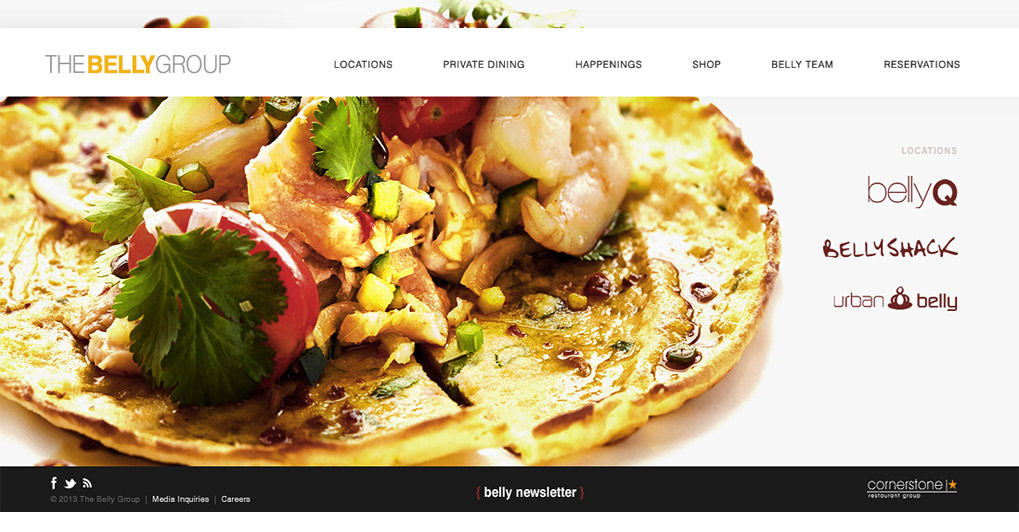 THE BELLY GROUP
LOCATIONS PRIVATE DINING HAPPENINGS SHOP BELLY TEAM RESERVATIONS
LOCATIONS
bellyQ
BELLYSHACK
urban belly
© 2013 The Belly Group | Media Inquiries | Careers
{ belly newsletter }
cornerstone
restaurant group